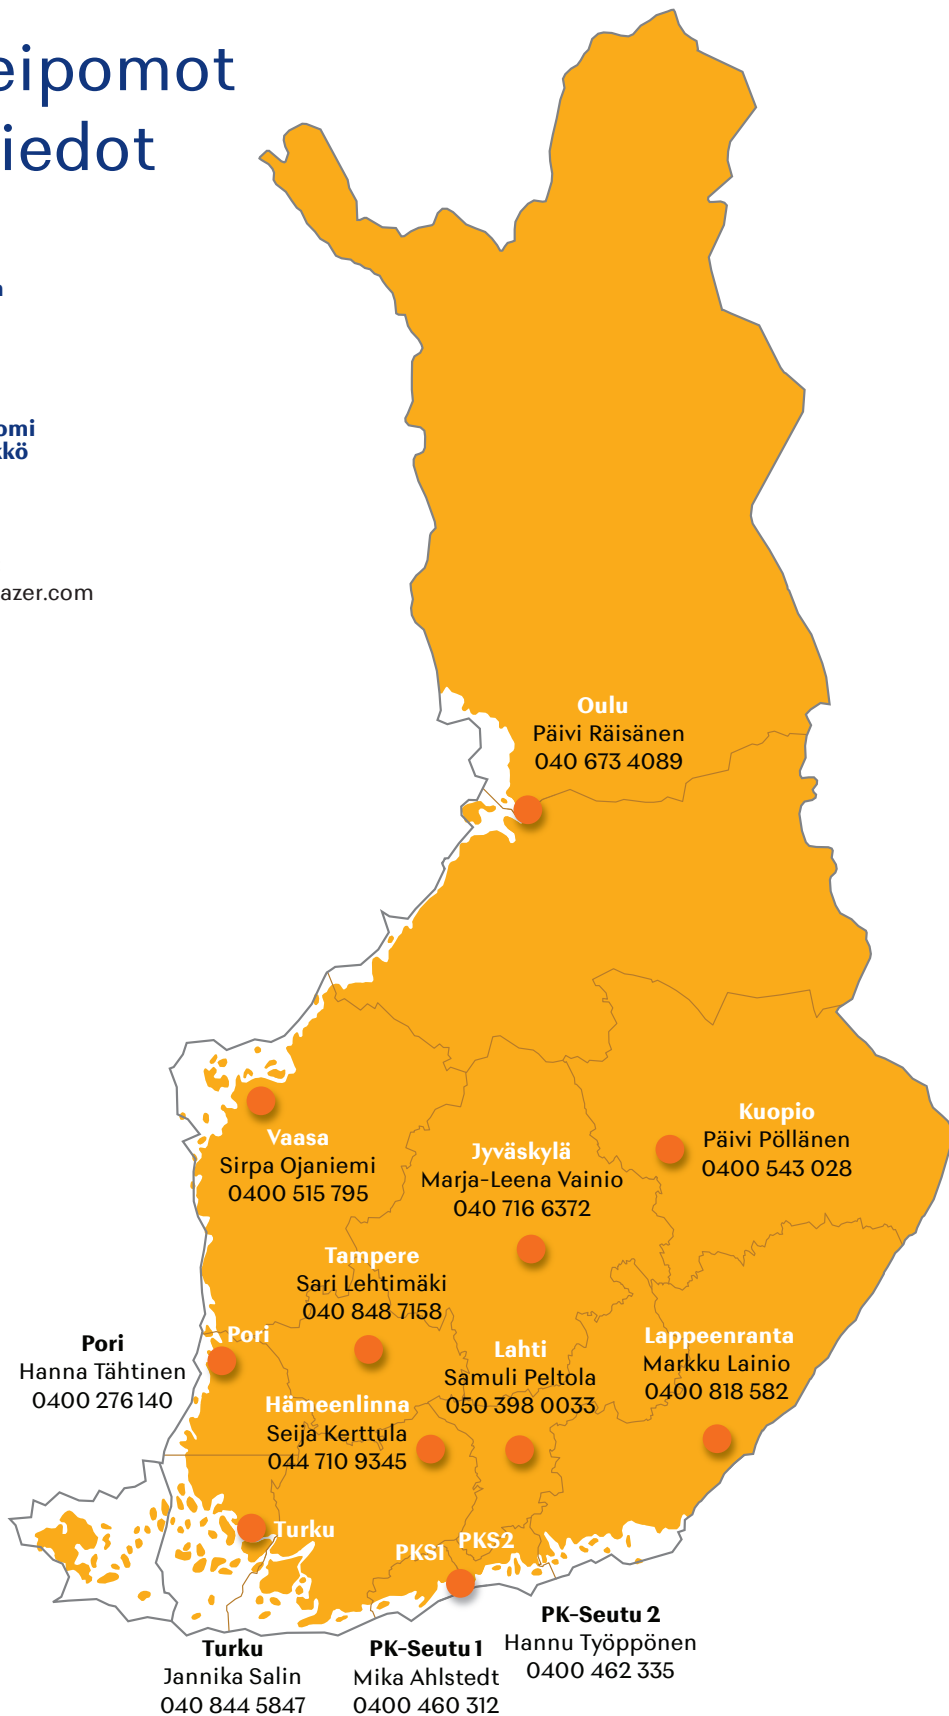 eipomot
iedot
omi
kkö
azer.com
Oulu
Päivi Räisänen
040 673 4089
Kuopio
Päivi Pöllänen
0400 543 028
Vaasa
Sirpa Ojaniemi
0400 515 795
Jyväskylä
Marja-Leena Vainio
040 716 6372
Tampere
Sari Lehtimäki
040 848 7158
Pori
Pori
Hanna Tähtinen
0400 276 140
Lahti
Samuli Peltola
050 398 0033
Lappeenranta
Markku Lainio
0400 818 582
Hämeenlinna
Seija Kerttula
044 710 9345
Turku
PKS1
PKS2
Turku
Jannika Salin
040 844 5847
PK-Seutu 1
Mika Ahlstedt
0400 460 312
PK-Seutu 2
Hannu Työppönen
0400 462 335